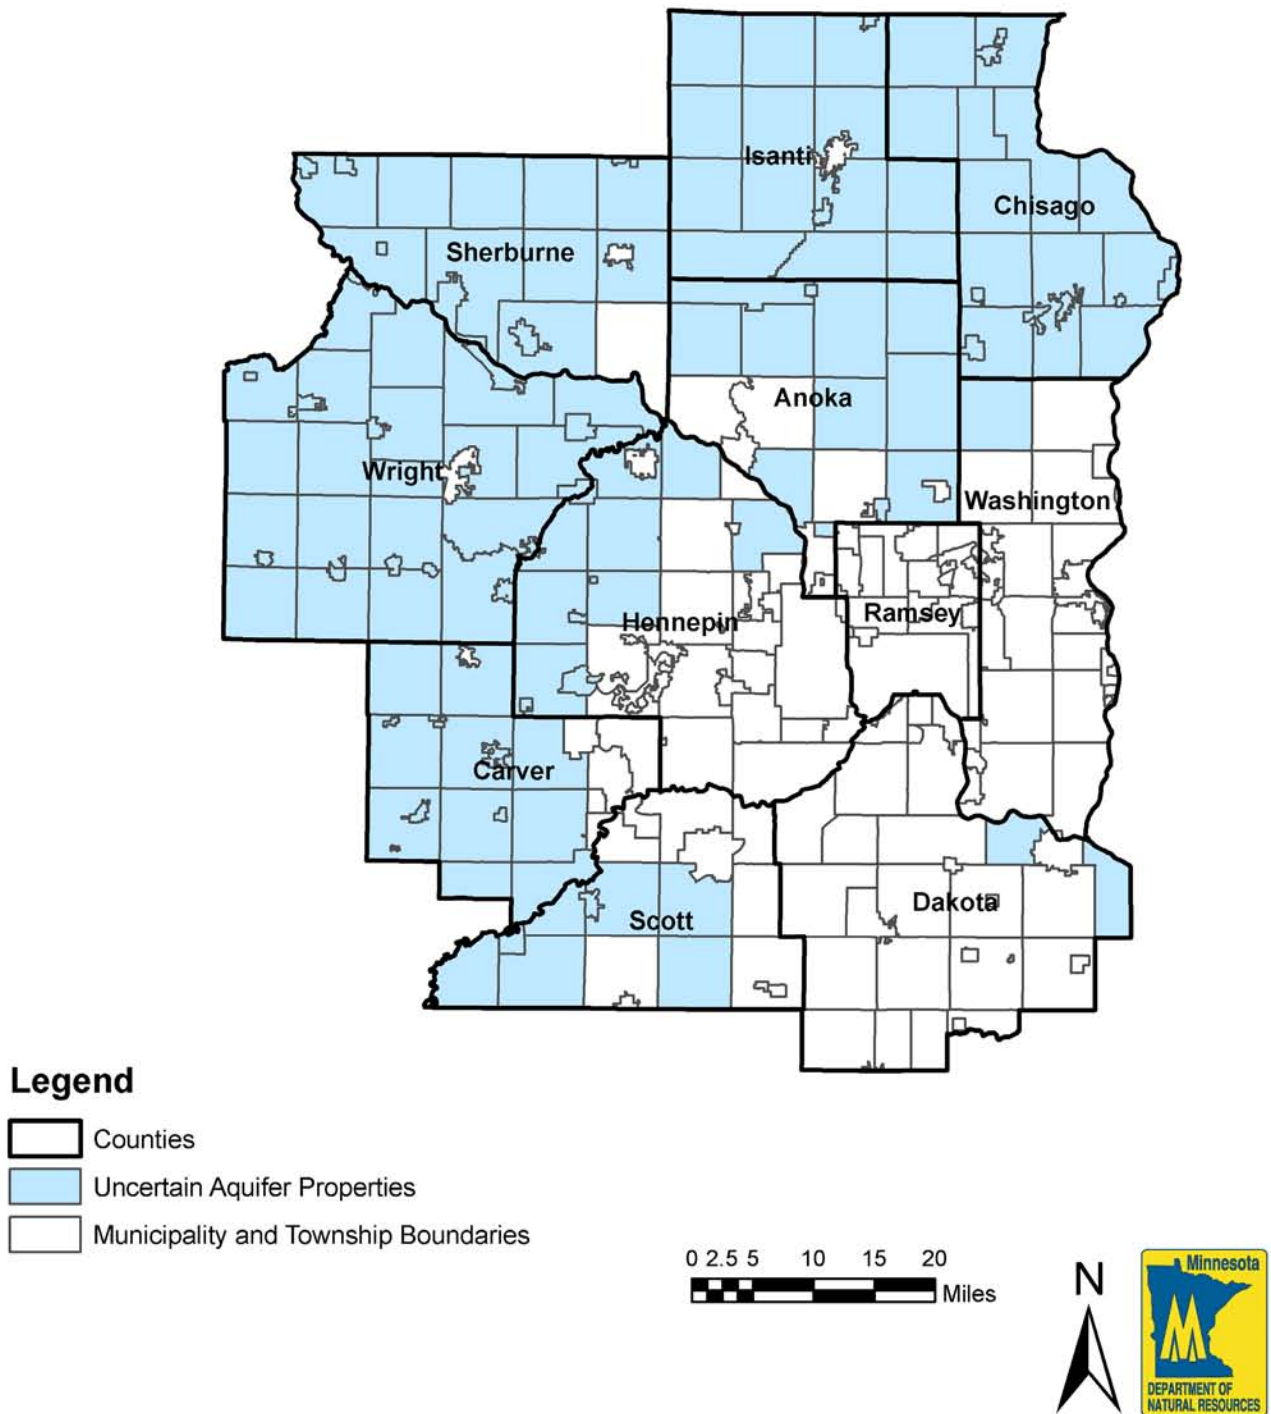 Isanti
Chisago
Sherburne
Anoka
Wright
Washington
Hennepin
Ramsey
Carver
Dakota
Scott
Legend
Counties
Uncertain Aquifer Properties
Municipality and Township Boundaries
0 2.5 5 10 15 20
Miles
N
Minnesota
DEPARTMENT OF
NATURAL RESOURCES